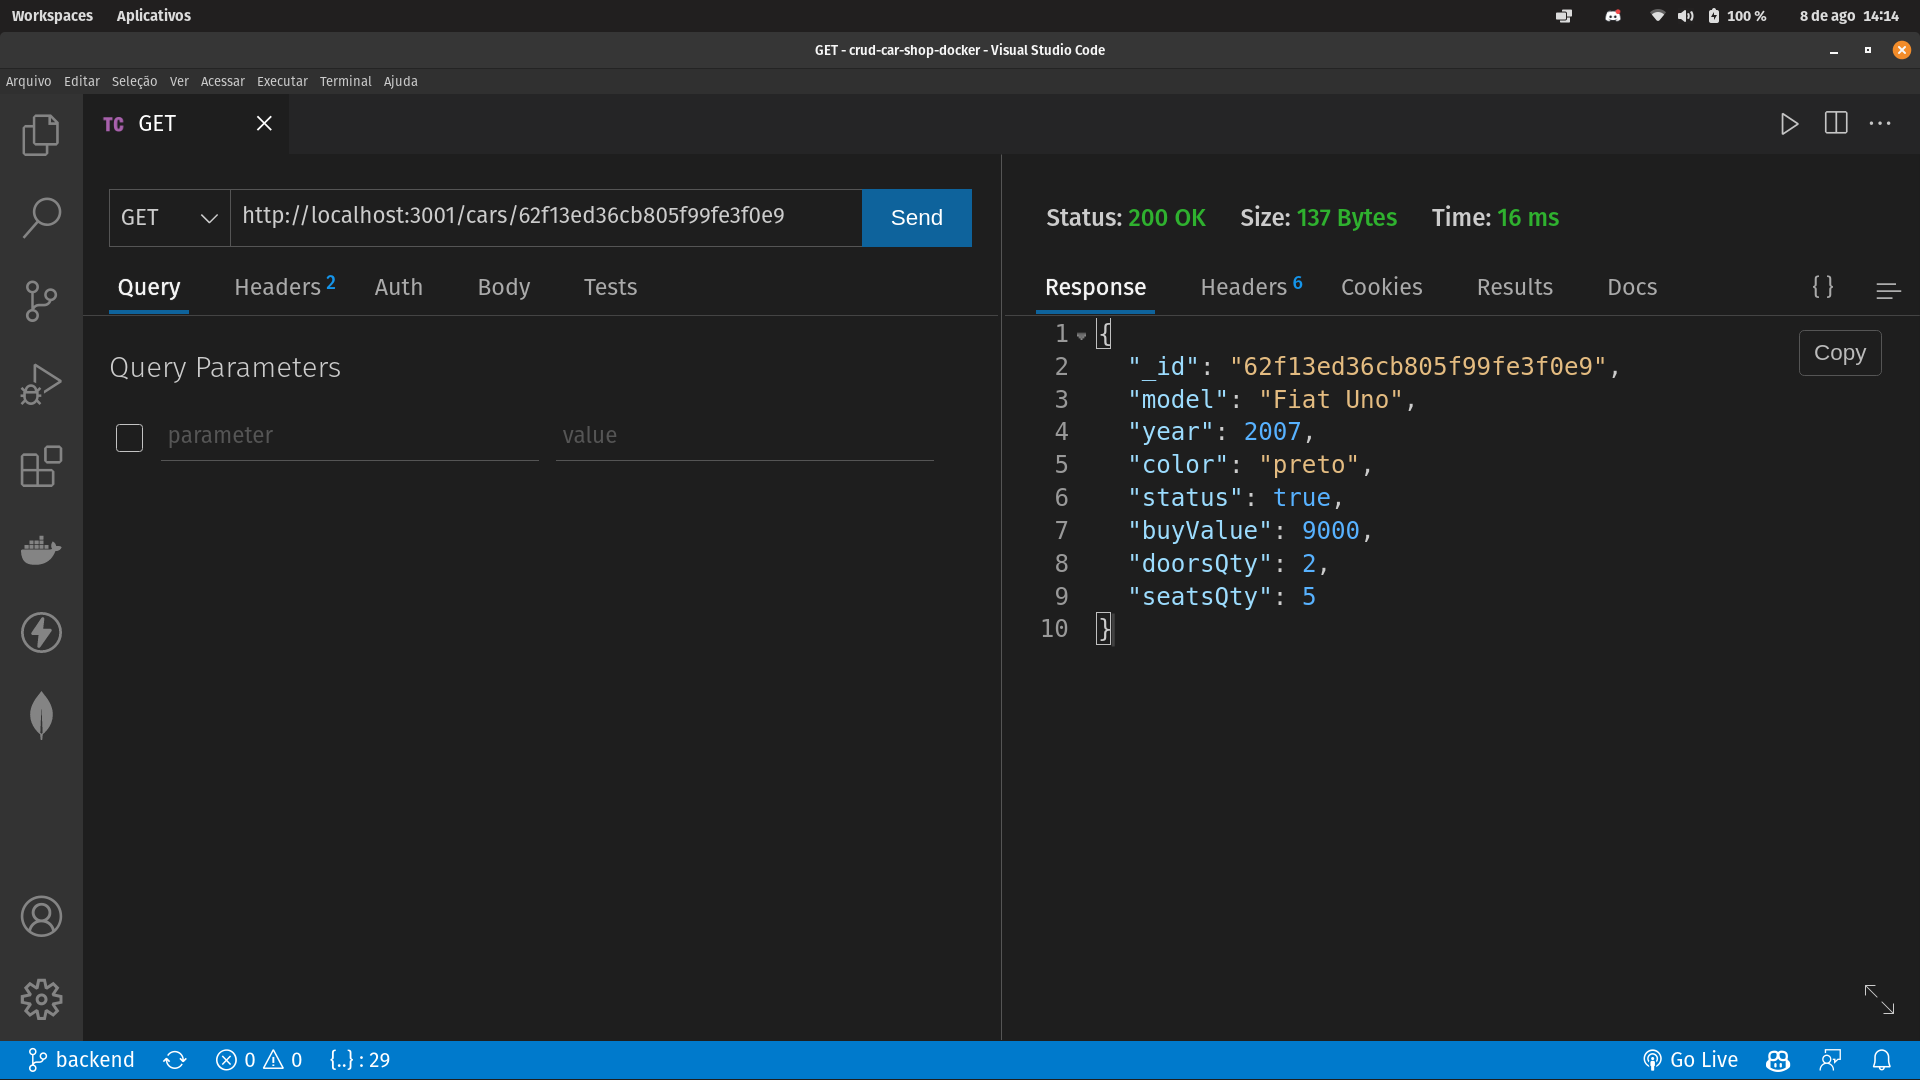 Workspaces Aplicativos 100 % 8 de ago 14:14
GET - crud-car-shop-docker - Visual Studio Code
Arquivo Editar Seleção Ver Acessar Executar Terminal Ajuda
TC GET
GET http://localhost:3001/cars/62f13ed36cb805f99fe3f0e9 Send
Query Headers 2 Auth Body Tests
Query Parameters
parameter value
Status: 200 OK Size: 137 Bytes Time: 16 ms
Response Headers 6 Cookies Results Docs { }
Copy
1 {
2 "_id": "62f13ed36cb805f99fe3f0e9",
3 "model": "Fiat Uno",
4 "year": 2007,
5 "color": "preto",
6 "status": true,
7 "buyValue": 9000,
8 "doorsQty": 2,
9 "seatsQty": 5
10 }
backend 0 0 {..} : 29 Go Live